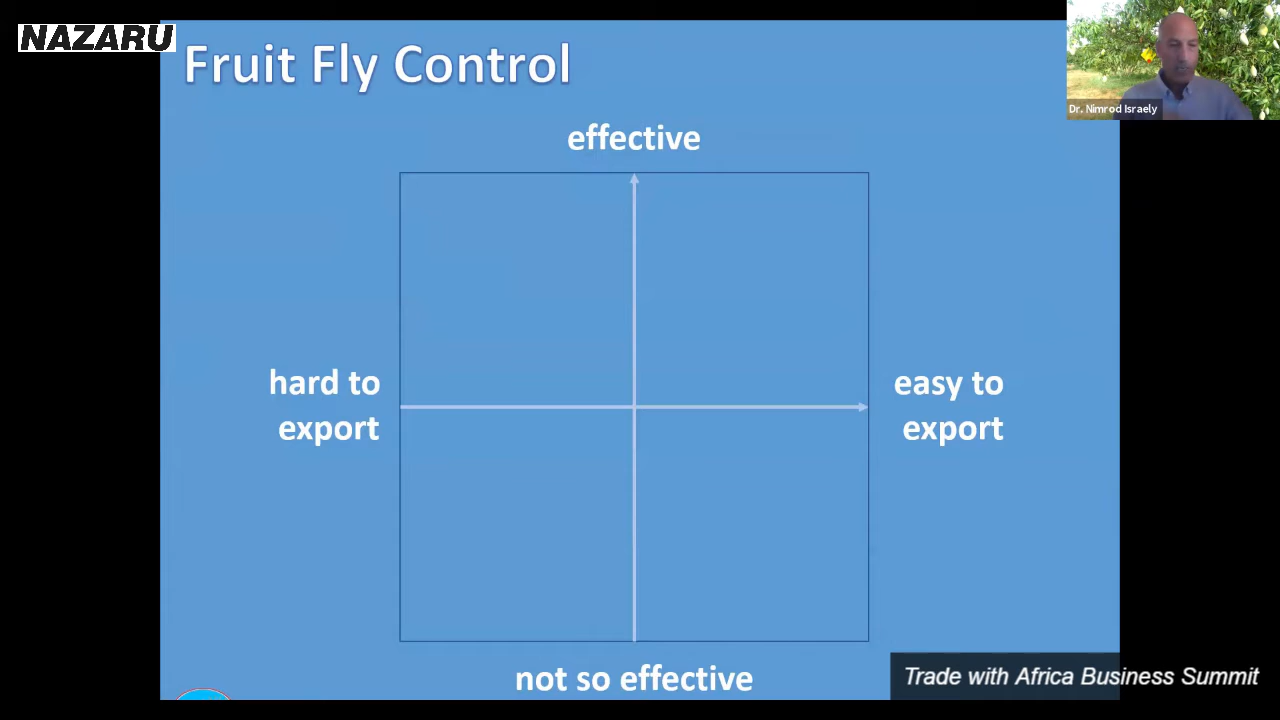 NAZARU
Fruit Fly Control
Dr. Nimrod Israely
effective
hard to
export
easy to
export
not so effective
Trade with Africa Business Summit